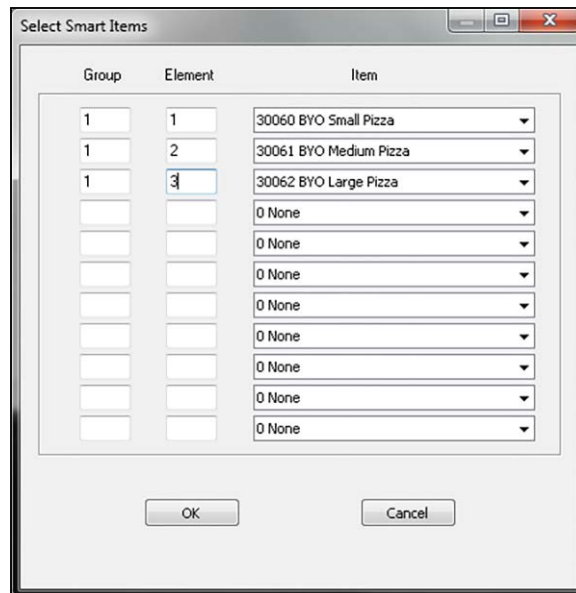 Select Smart Items
Group Element Item
1 1 30060 BYO Small Pizza
1 2 30061 BYO Medium Pizza
1 3 30062 BYO Large Pizza
0 None
0 None
0 None
0 None
0 None
0 None
0 None
0 None
OK Cancel